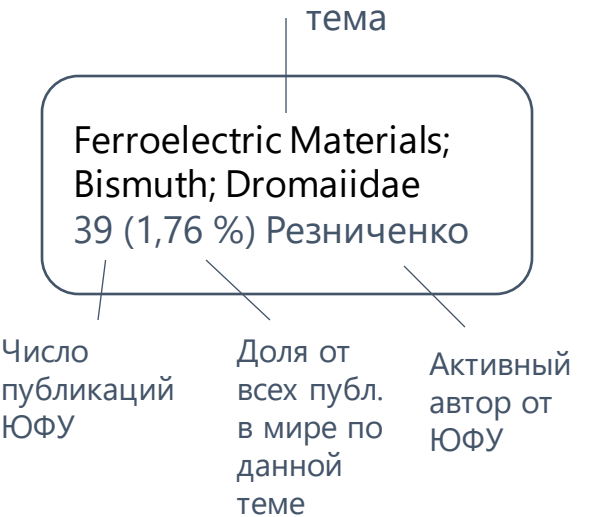 тема
Ferroelectric Materials;
Bismuth; Dromaiidae
39 (1,76 %) Резниченко
Число
публикаций
ЮФУ
Доля от
всех публ.
в мире по
данной
теме
Активный
автор от
ЮФУ